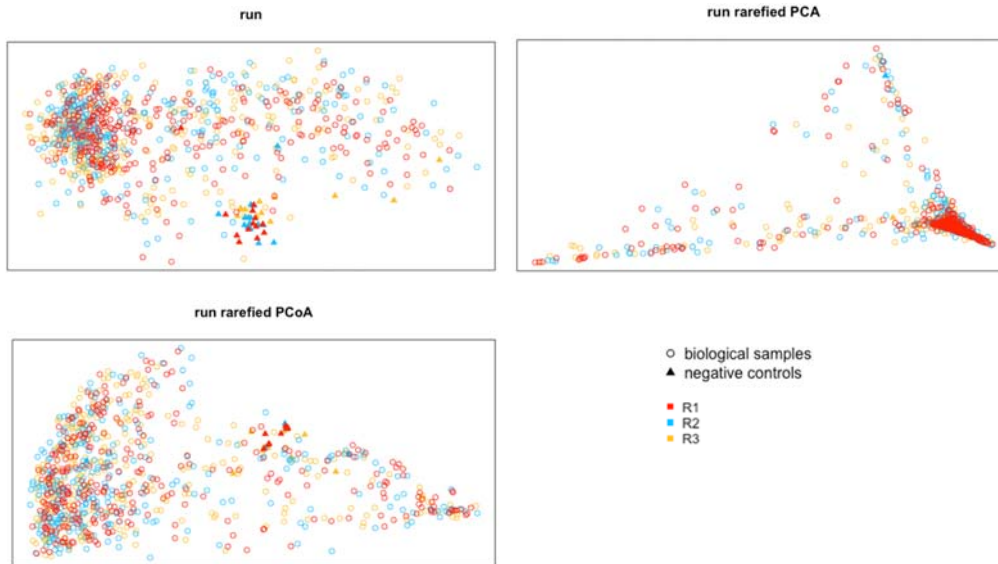 run
run rarefied PCA
run rarefied PCoA
biological samples
negative controls
R1
R2
R3